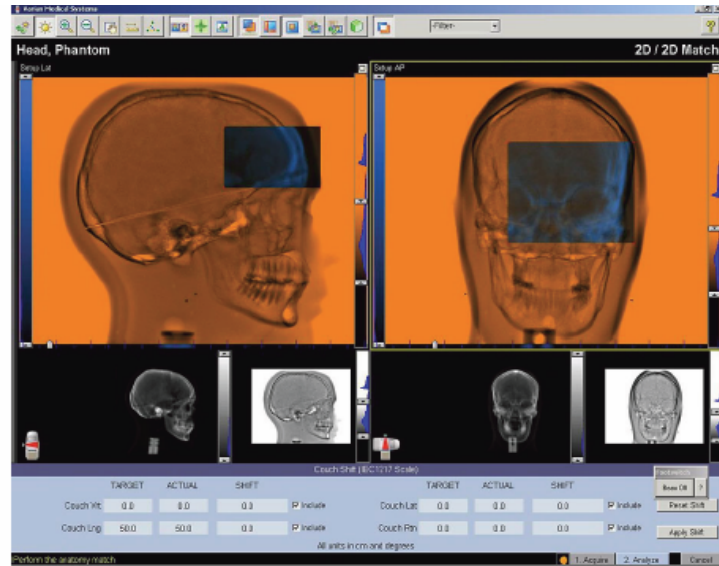 Varian Medical Systems
-Filter-
Head, Phantom
2D / 2D Match
Setup Lat
Setup AP
Couch Shift (IEC1217 Scale)
TARGET ACTUAL SHIFT TARGET ACTUAL SHIFT
Couch Vrt 0.0 0.0 0.0 Include Couch Lat 0.0 0.0 0.0 Include
Beam Off ?
Reset Shift
Couch Lng 50.0 50.0 0.0 Include Couch Rtn 0.0 0.0 0.0 Include
Apply Shift
All units in cm and degrees
Perform the anatomy match
1. Acquire 2. Analyze Cancel